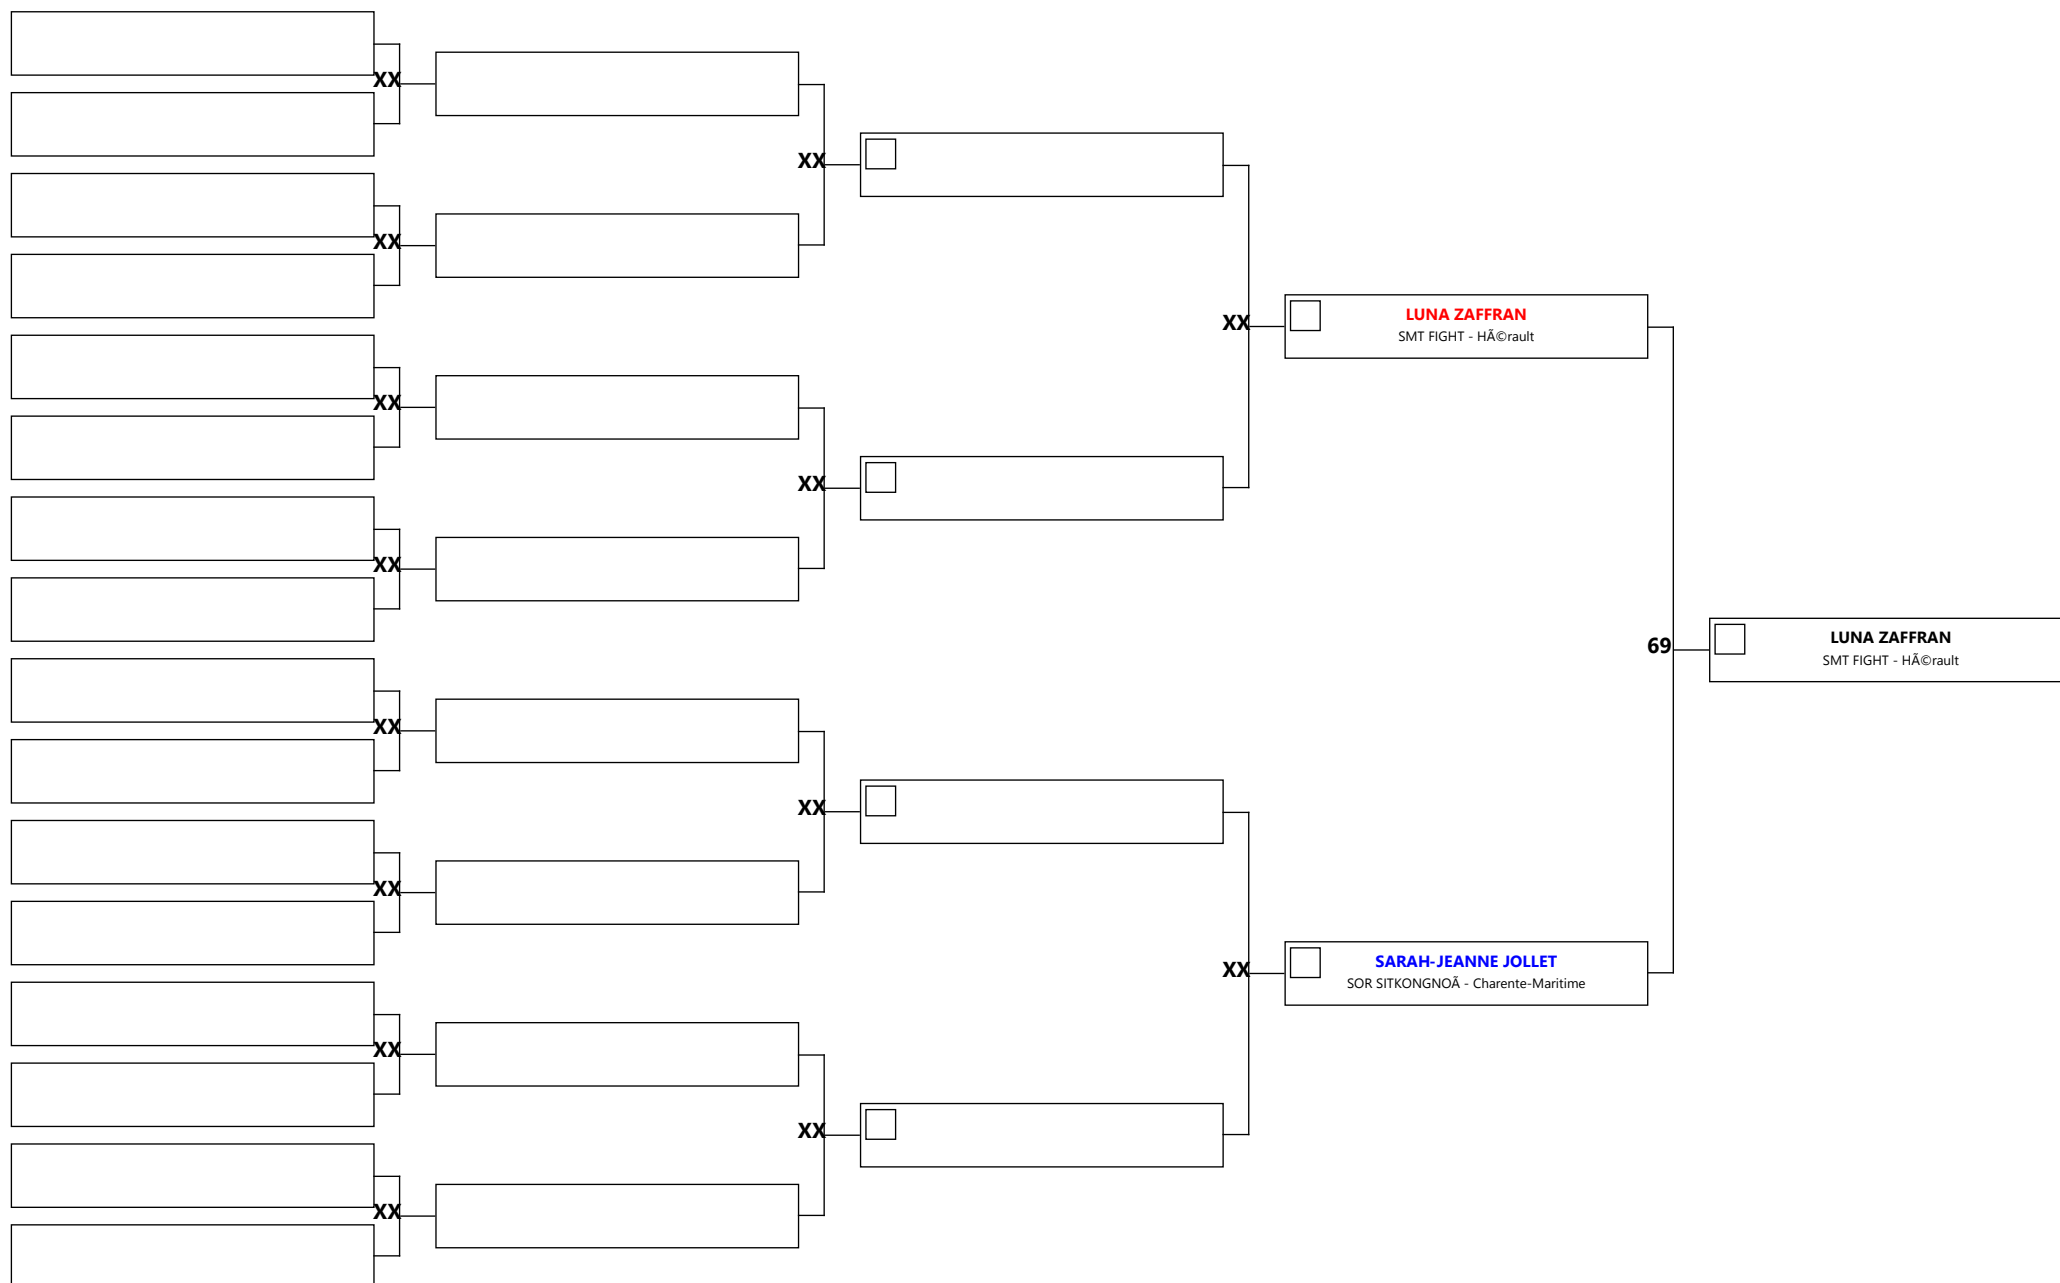 XX
XX
XX
XX
XX
XX
XX
XX
XX
XX
XX
XX
XX
LUNA ZAFFRAN
SMT FIGHT - HÃ©rault
XX
SARAH-JEANNE JOLLET
SOR SITKONGNOÃ - Charente-Maritime
69
LUNA ZAFFRAN
SMT FIGHT - HÃ©rault